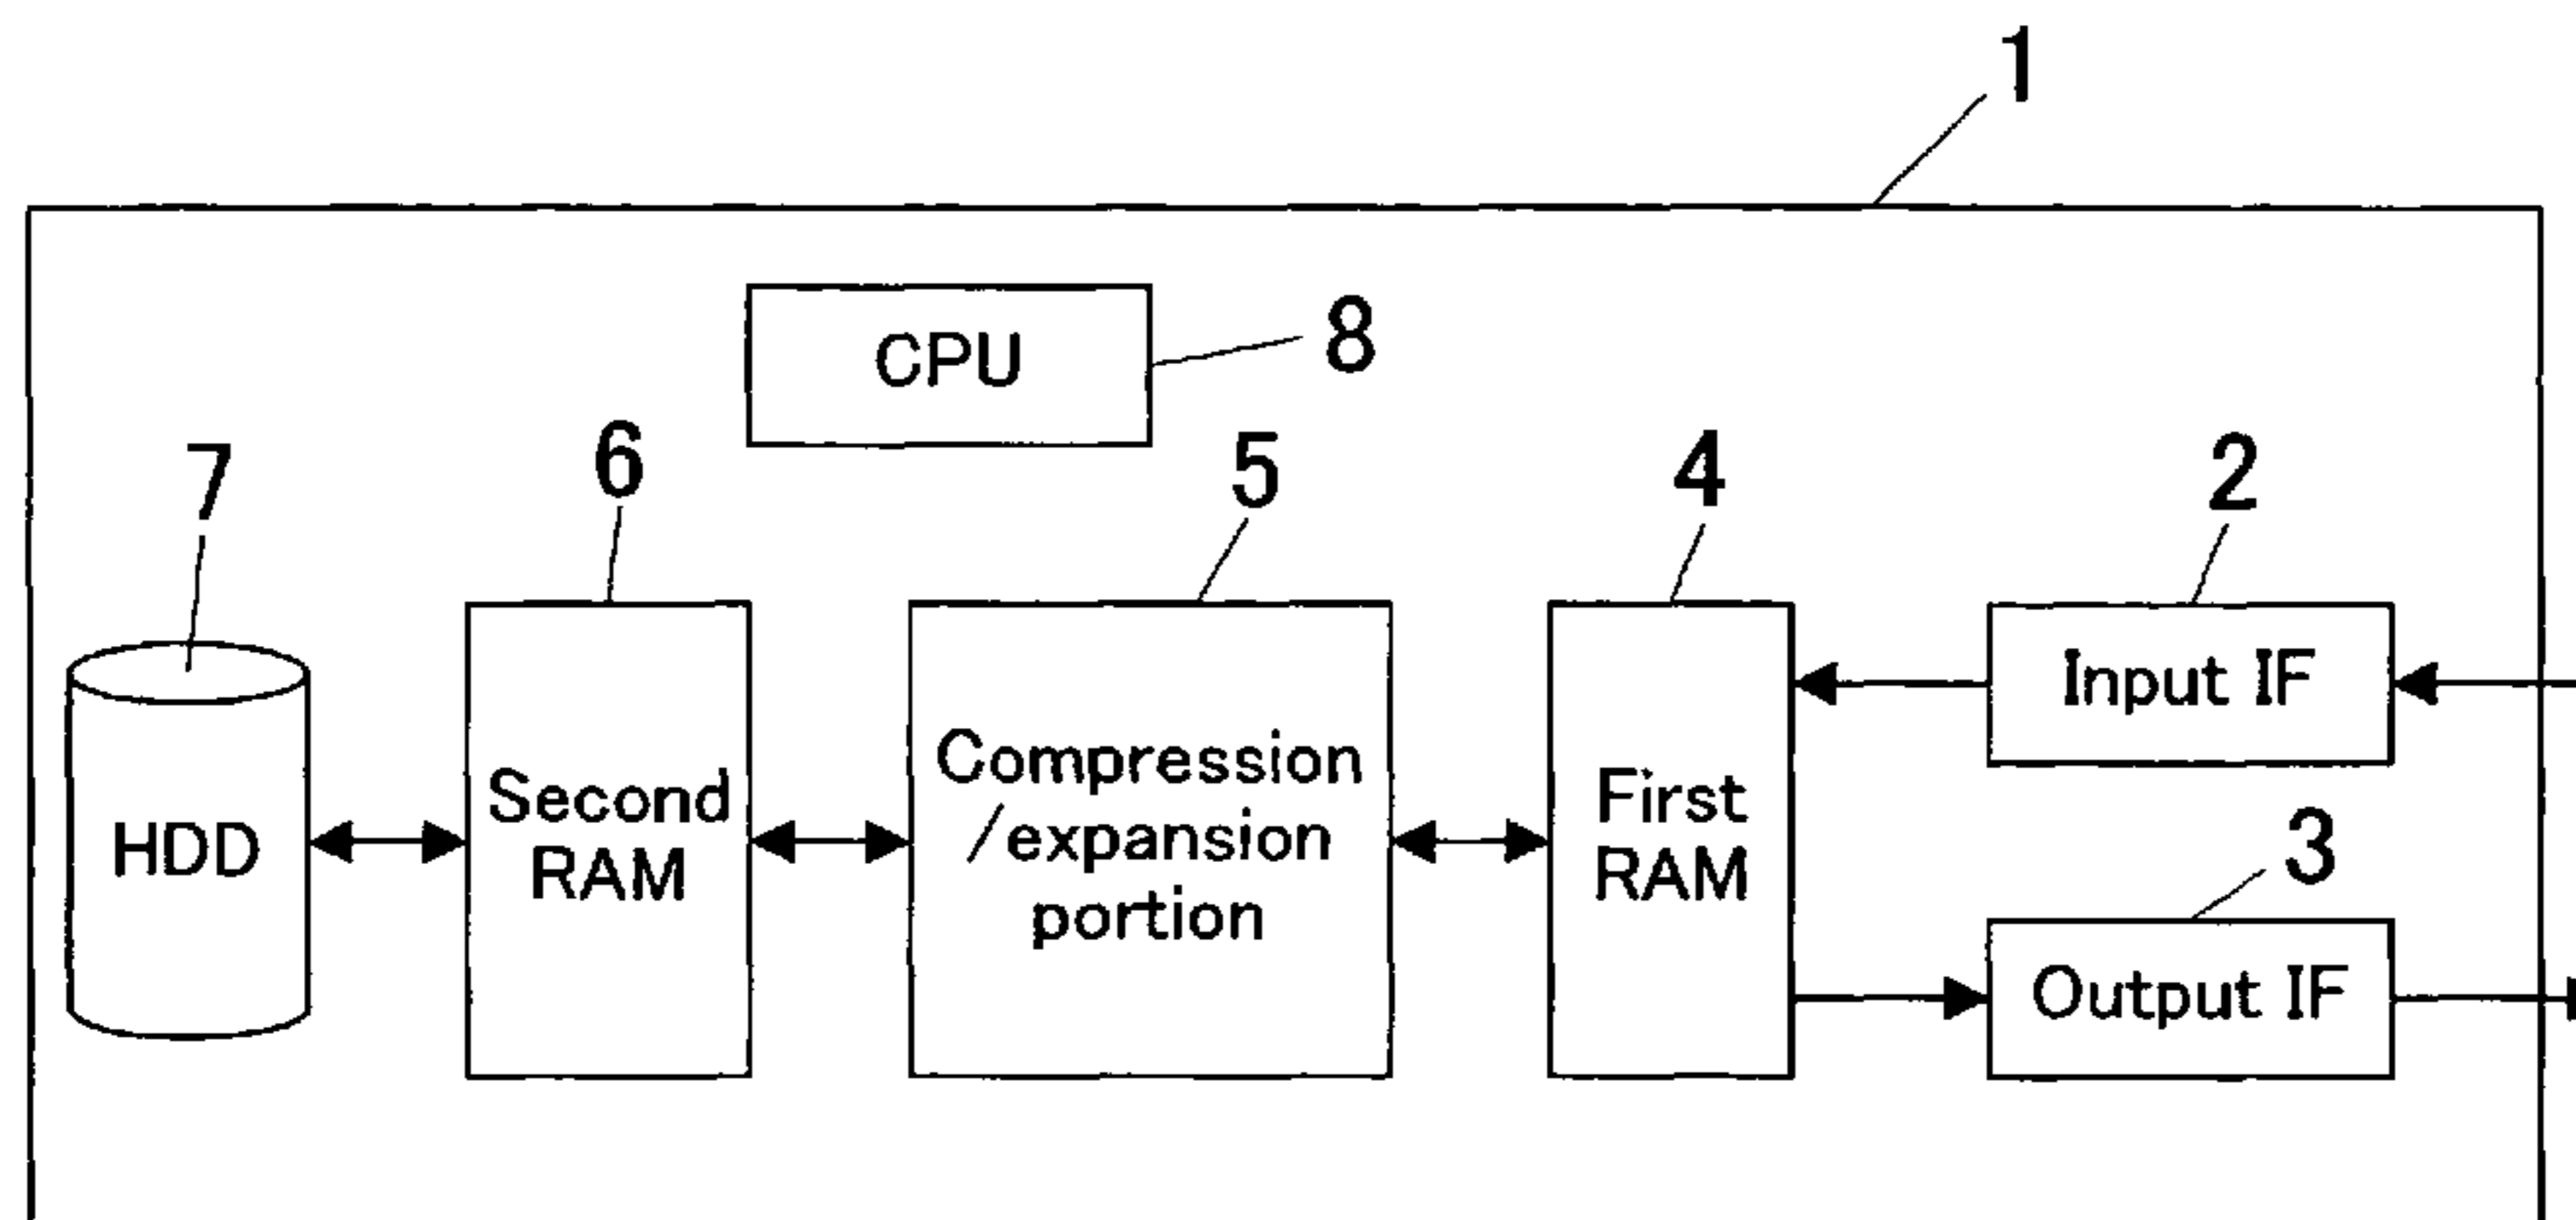 1
CPU
8
7
6
5
4
2
HDD
Second
RAM
Compression
/expansion
portion
First
RAM
Input IF
3
Output IF